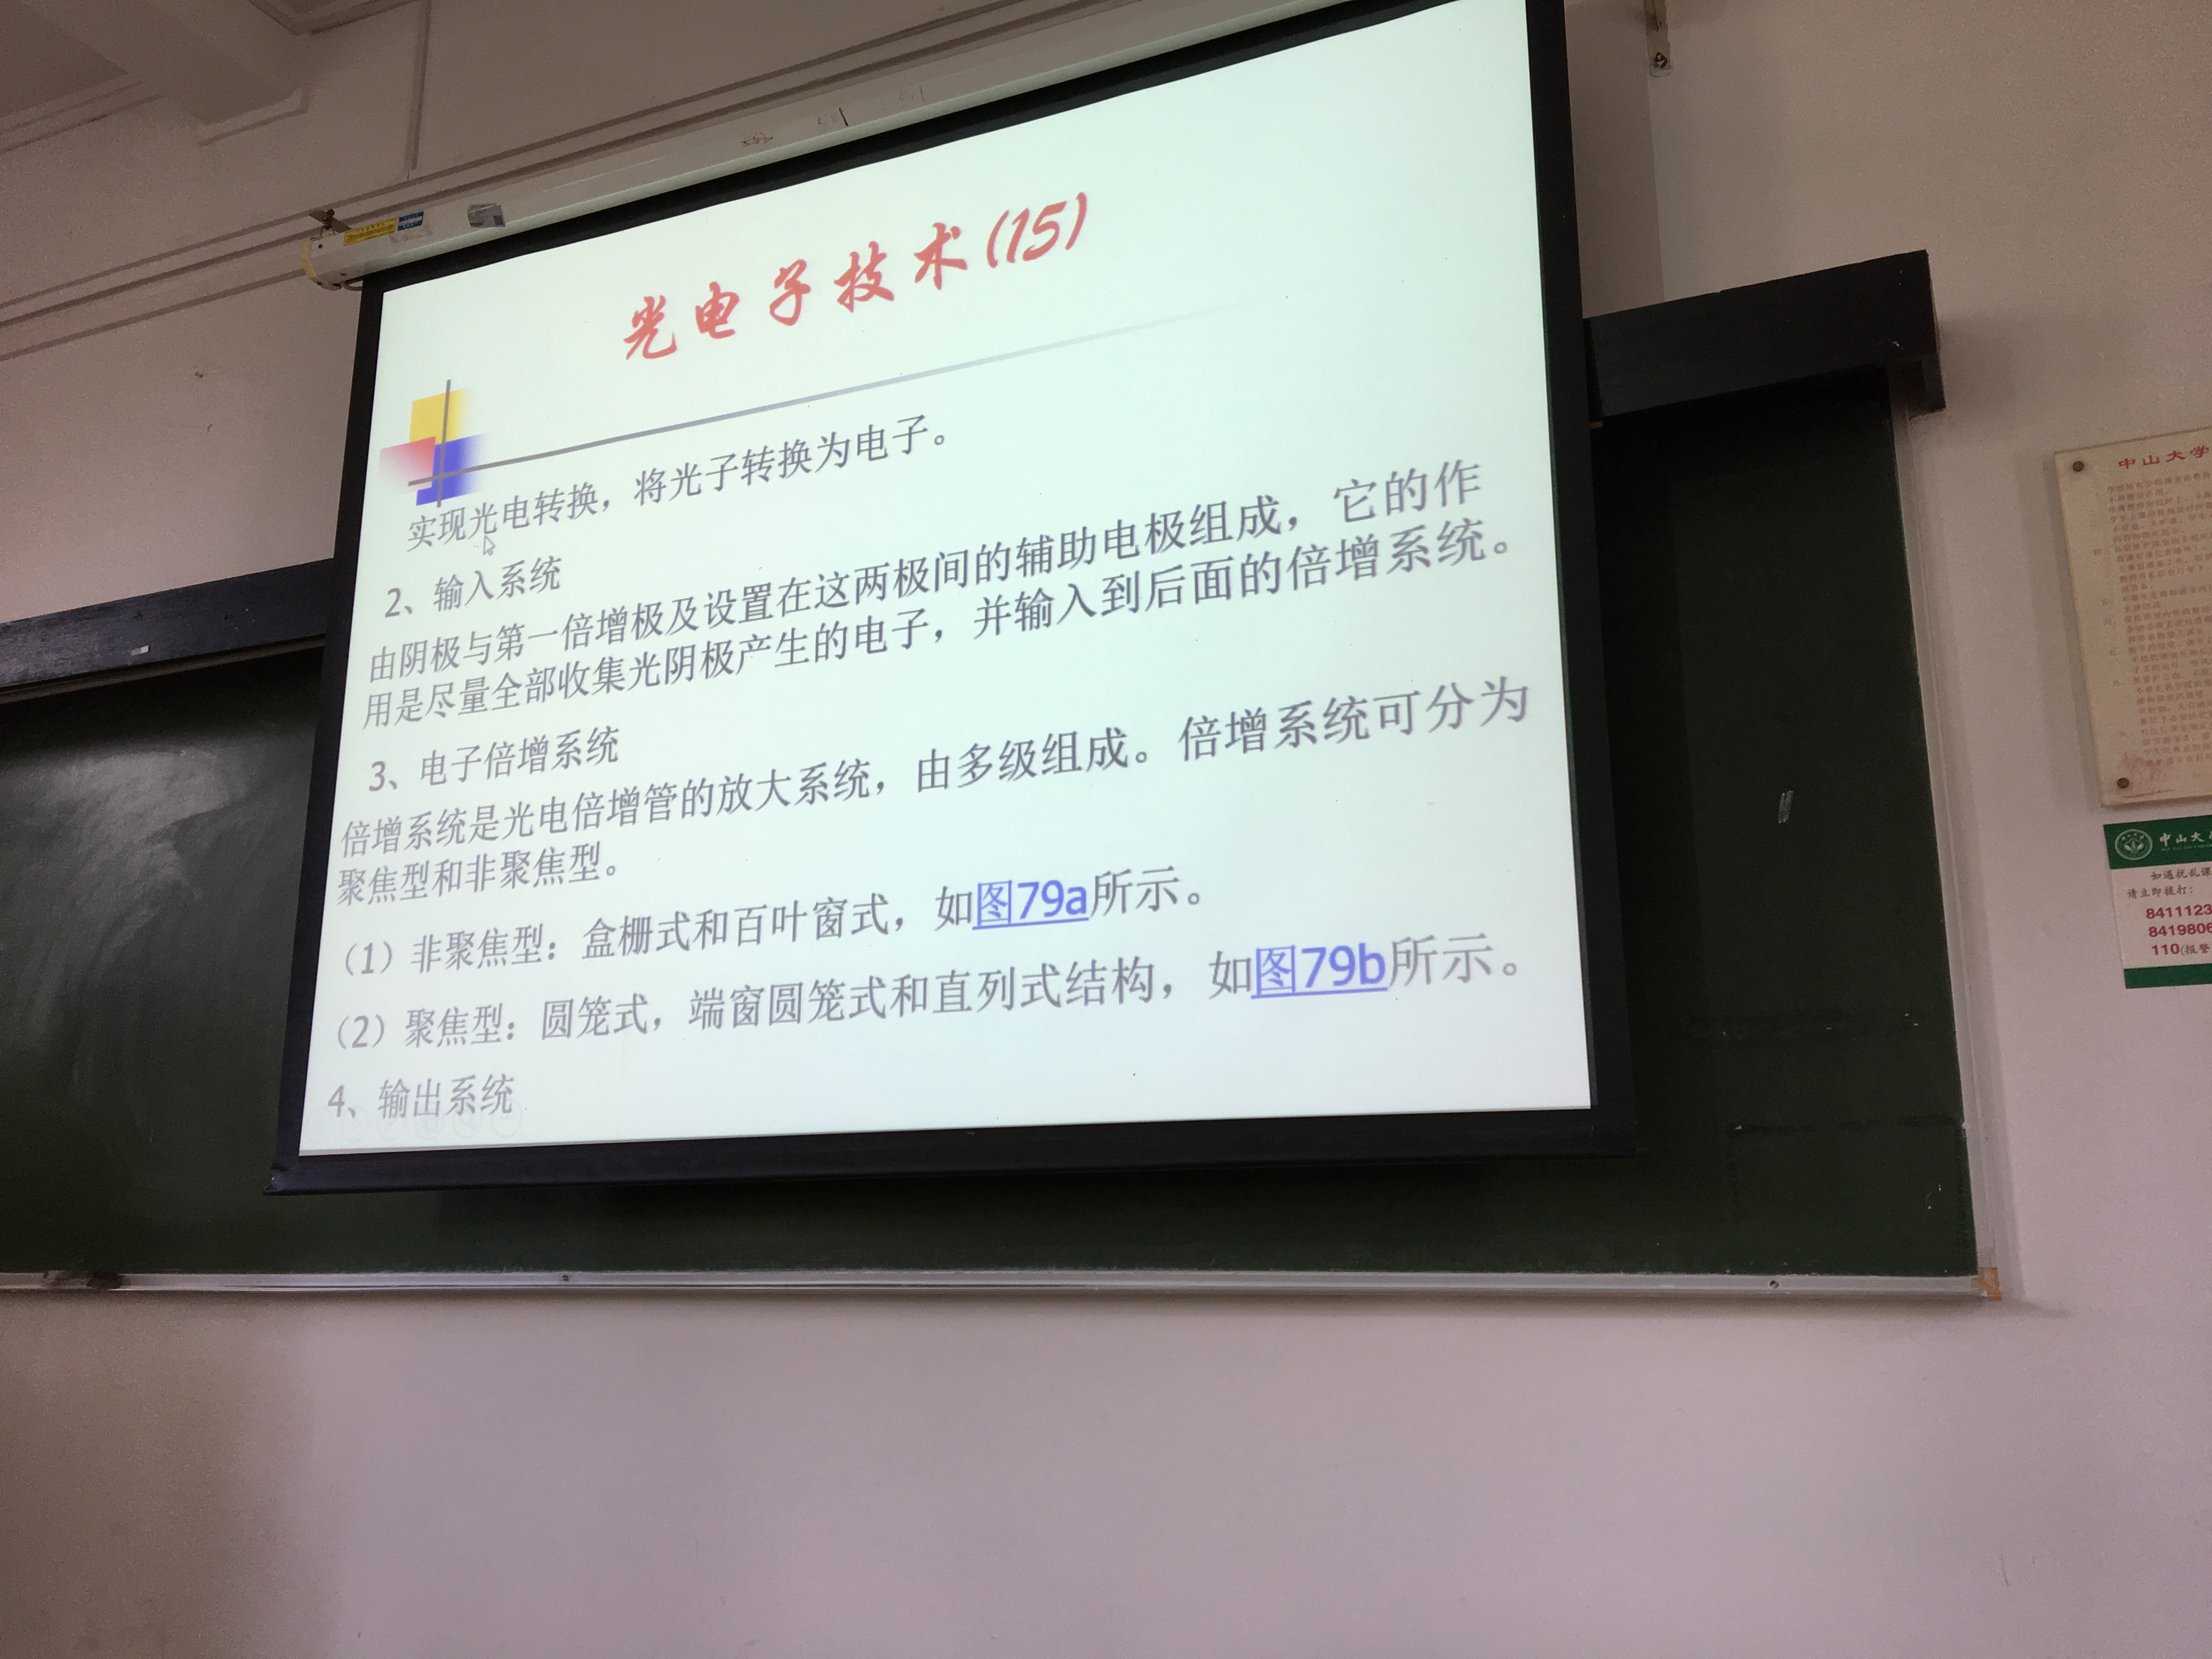 光电子技术(15)
实现光电转换，将光子转换为电子。
2、输入系统
由阴极与第一倍增极及设置在这两极间的辅助电极组成，它的作
用是尽量全部收集光阴极产生的电子，并输入到后面的倍增系统。
3、电子倍增系统
倍增系统是光电倍增管的放大系统，由多级组成。倍增系统可分为
聚焦型和非聚焦型。
（1）非聚焦型：盒栅式和百叶窗式，如图79a所示。
（2）聚焦型：圆笼式，端窗圆笼式和直列式结构，如图79b所示。
4、输出系统
中山大学
中山大
如遇扰乱课
请立即拨打：
8411123
8419806
110(报警